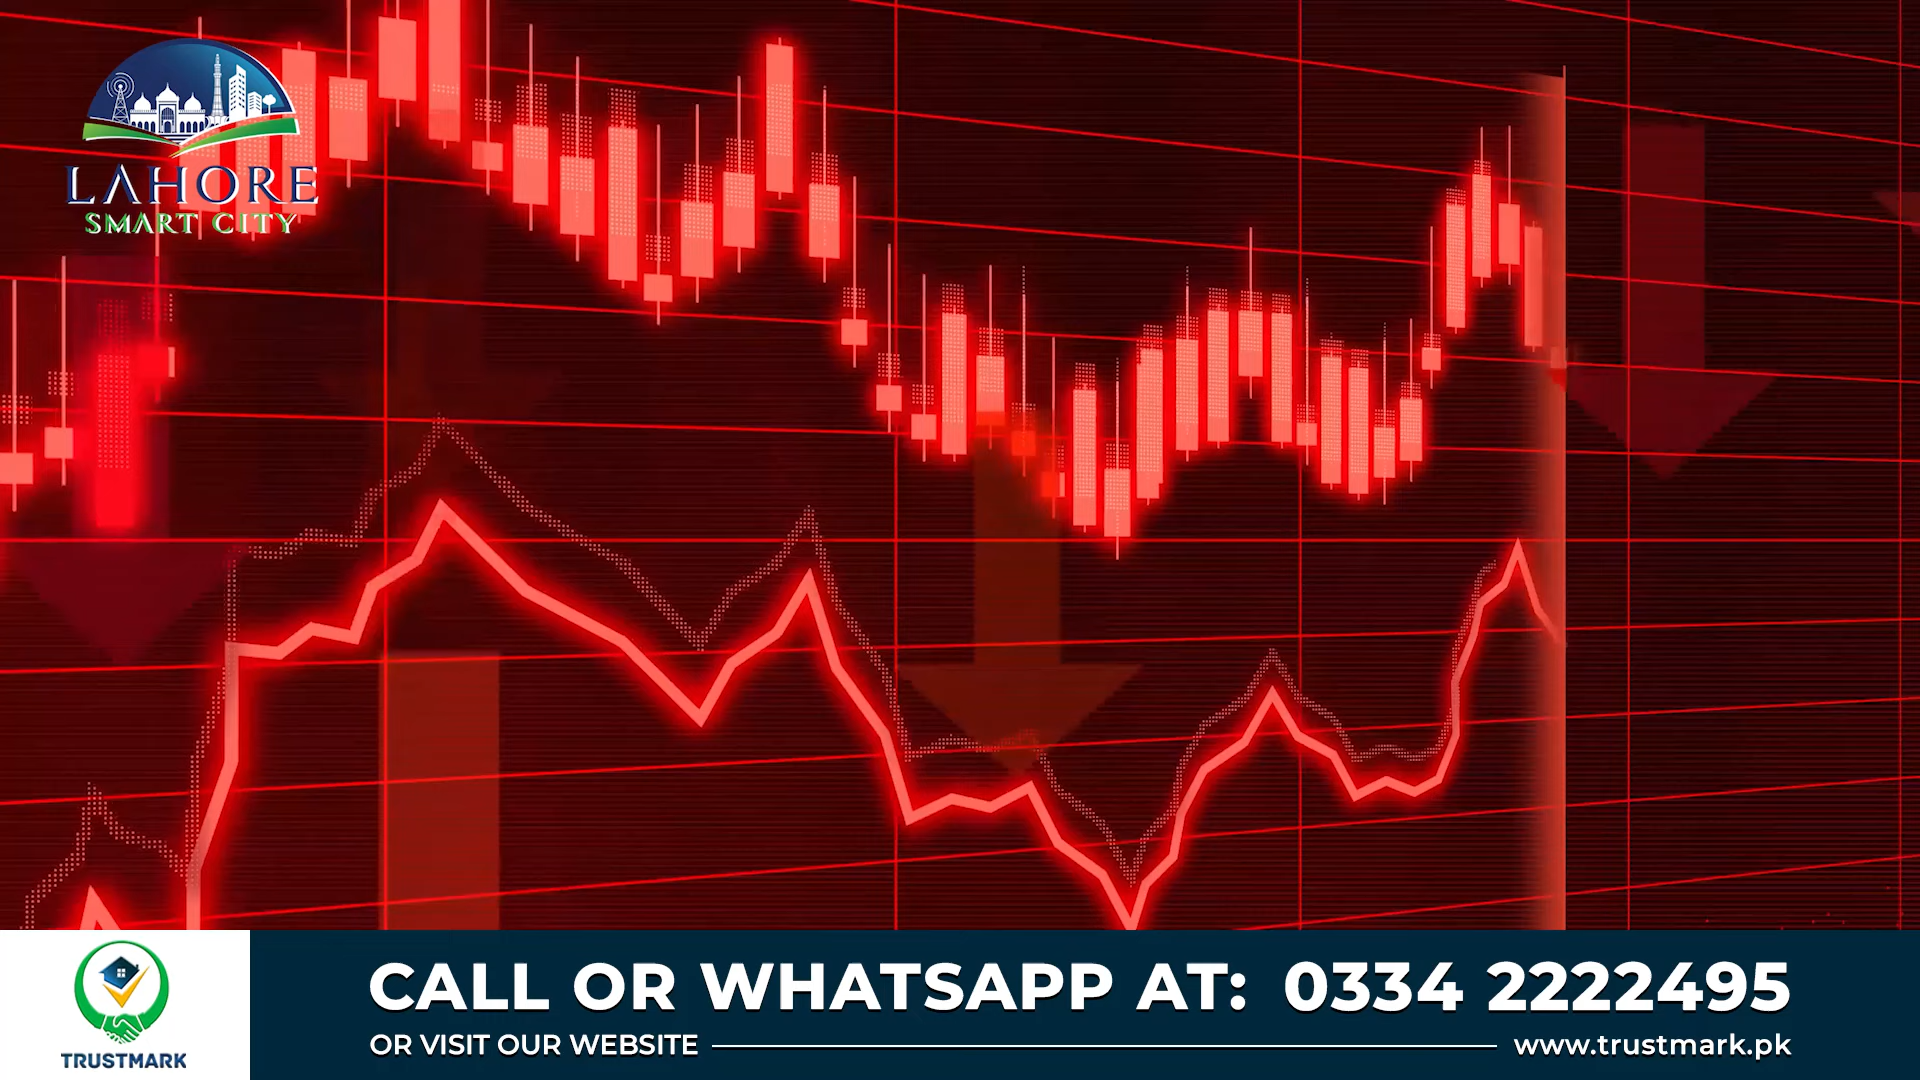 LAHORE
SMART CITY
TRUSTMARK
CALL OR WHATSAPP AT: 0334 2222495
OR VISIT OUR WEBSITE www.trustmark.pk